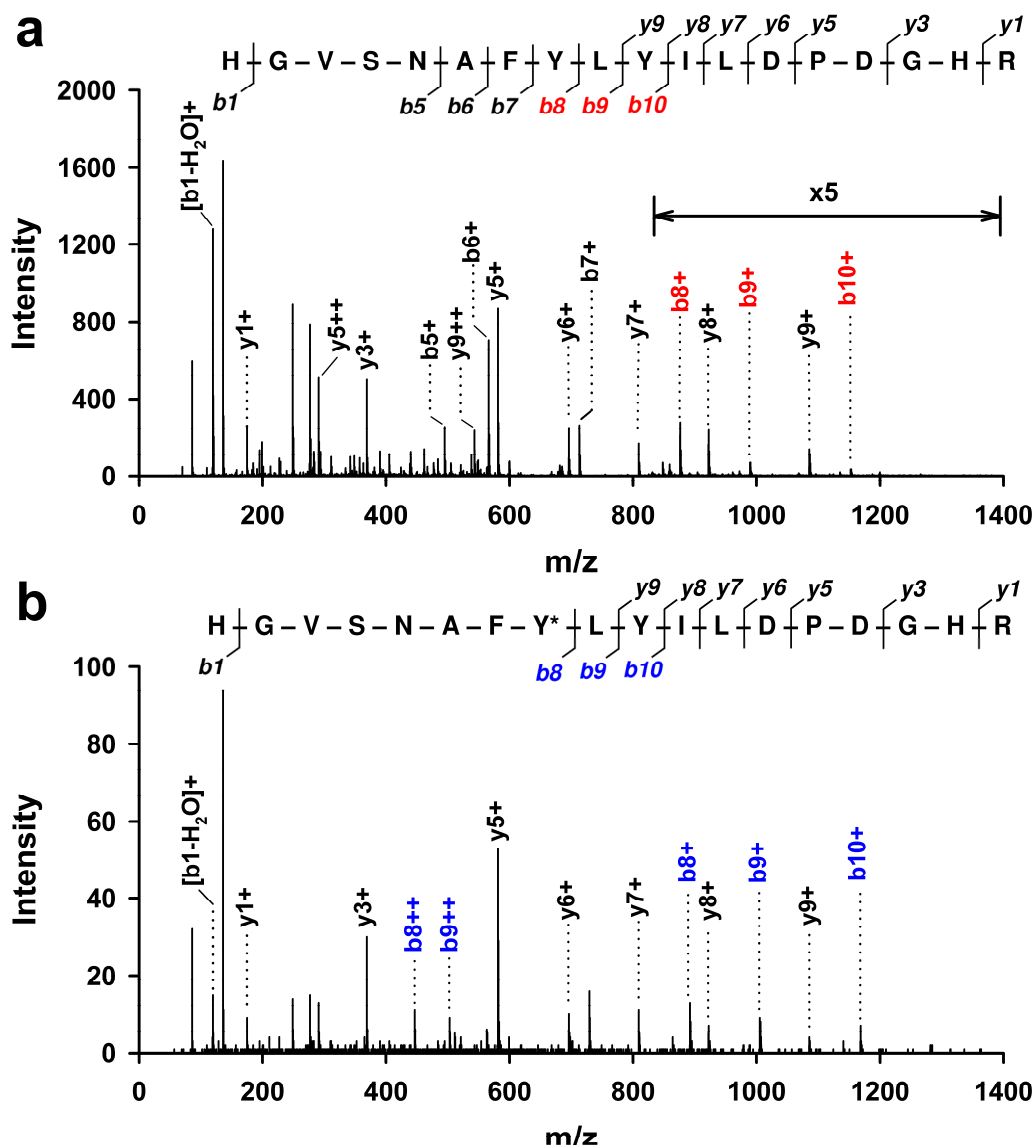 a
y9 y8 y7 y6 y5 y3 y1
H G V S N A F Y L Y I L D P D G H R
b1 b5 b6 b7 b8 b9 b10
Intensity
2000
1600
1200
800
400
0
[b1-H₂O]+
y1+
y5++
y3+
b5+
y9++
b6+
y5+
y6+
b7+
y7+
b8+
y8+
b9+
y9+
b10+
x5
0 200 400 600 800 1000 1200 1400
m/z
b
y9 y8 y7 y6 y5 y3 y1
H – G – V – S – N – A – F – Y* L Y I L D P D G H R
b1 b8 b9 b10
Intensity
100
80
60
40
20
0
[b1-H₂O]+
y1+
y3+
b8++
b9++
y5+
y6+
y7+
b8+
y8+
b9+
y9+
b10+
0 200 400 600 800 1000 1200 1400
m/z